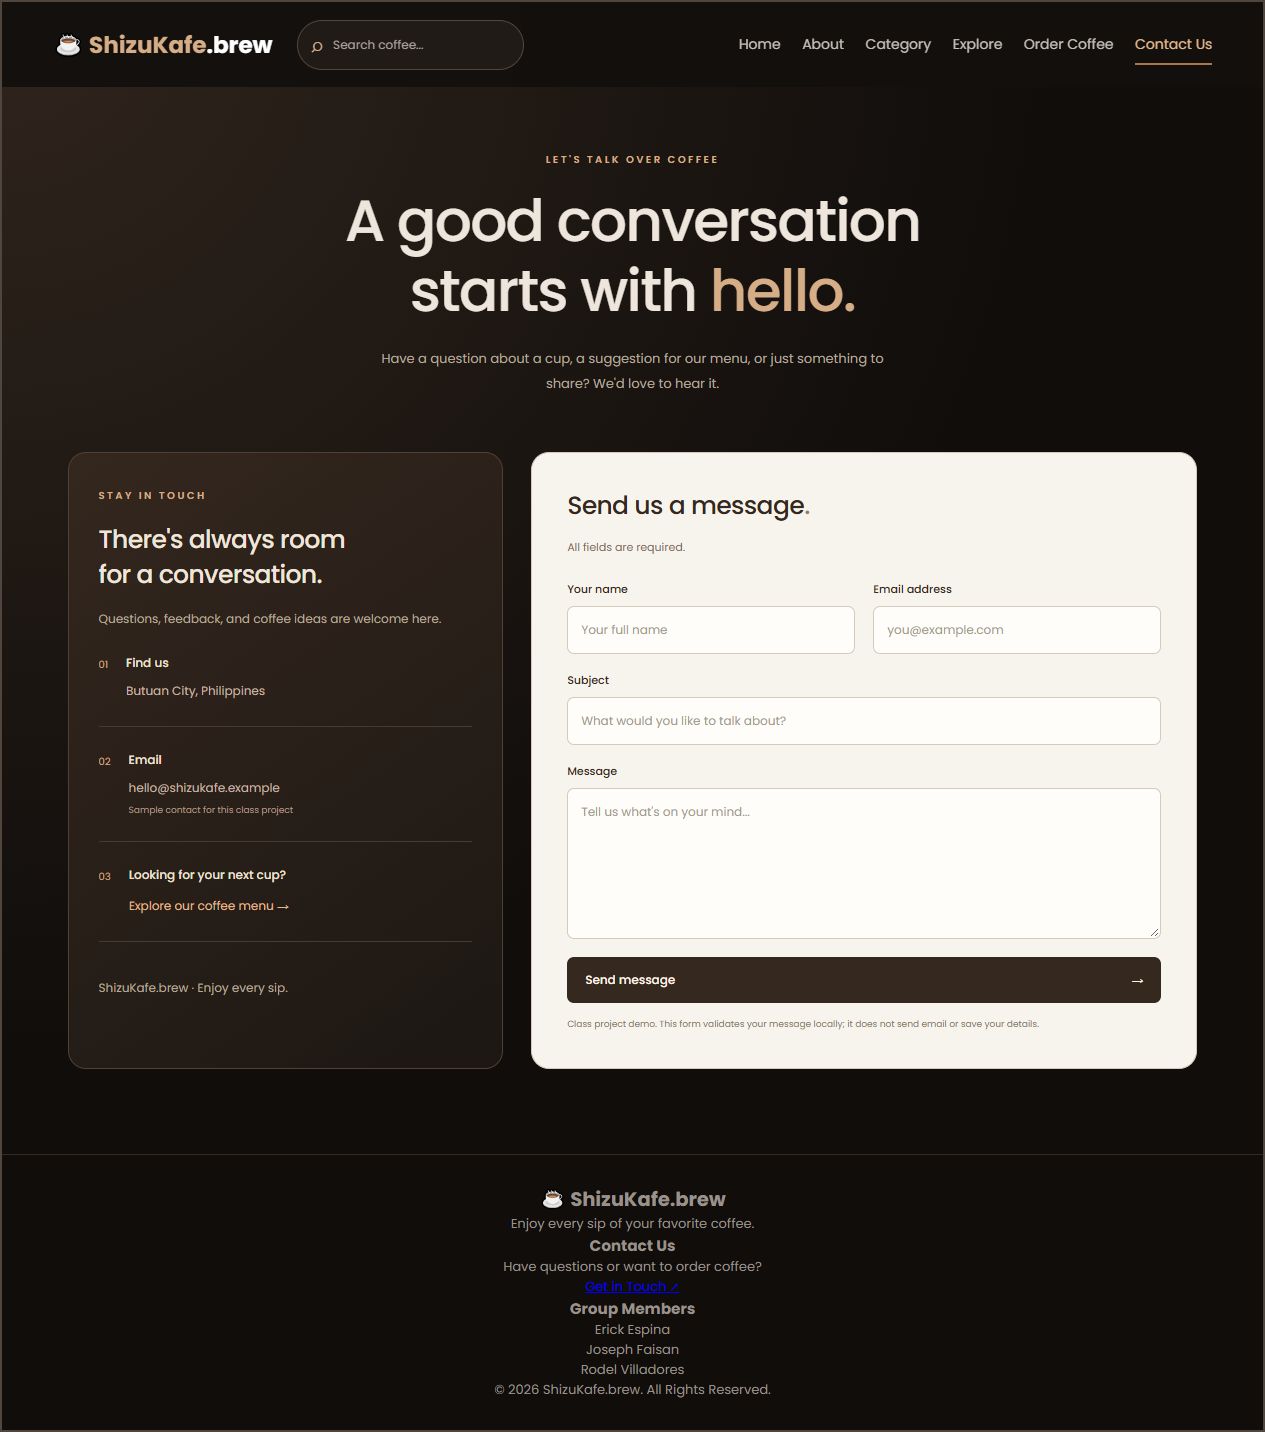 ☕ ShizuKafe.brew
Search coffee...
Home About Category Explore Order Coffee Contact Us
LET'S TALK OVER COFFEE
A good conversation
starts with hello.
Have a question about a cup, a suggestion for our menu, or just something to
share? We'd love to hear it.
STAY IN TOUCH
There's always room
for a conversation.
Questions, feedback, and coffee ideas are welcome here.
01 Find us
Butuan City, Philippines
02 Email
hello@shizukafe.example
Sample contact for this class project
03 Looking for your next cup?
Explore our coffee menu →
ShizuKafe.brew · Enjoy every sip.
Send us a message.
All fields are required.
Your name Email address
Your full name you@example.com
Subject
What would you like to talk about?
Message
Tell us what's on your mind...
Send message →
Class project demo. This form validates your message locally; it does not send email or save your details.
☕ ShizuKafe.brew
Enjoy every sip of your favorite coffee.
Contact Us
Have questions or want to order coffee?
Get in Touch ↗
Group Members
Erick Espina
Joseph Faisan
Rodel Villadores
© 2026 ShizuKafe.brew. All Rights Reserved.